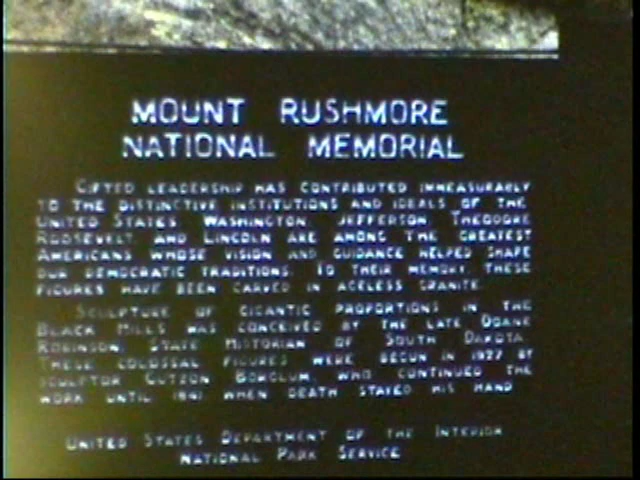 MOUNT RUSHMORE
NATIONAL MEMORIAL
GIFTED LEADERSHIP HAS CONTRIBUTED IMMEASURABLY
TO THE DISTINCTIVE INSTITUTIONS AND IDEALS OF THE
UNITED STATES. WASHINGTON, JEFFERSON, THEODORE
ROOSEVELT, AND LINCOLN ARE AMONG THE GREATEST
AMERICANS WHOSE VISION AND GUIDANCE HELPED SHAPE
OUR DEMOCRATIC TRADITIONS. TO THEIR MEMORY THESE
FIGURES HAVE BEEN CARVED IN AGELESS GRANITE.
SCULPTURE OF GIGANTIC PROPORTIONS IN THE
BLACK HILLS WAS CONCEIVED BY THE LATE DOANE
ROBINSON, STATE HISTORIAN OF SOUTH DAKOTA.
THESE COLOSSAL FIGURES WERE BEGUN IN 1927 BY
SCULPTOR GUTZON BORGLUM, WHO CONTINUED THE
WORK UNTIL 1941 WHEN DEATH STAYED HIS HAND.
UNITED STATES DEPARTMENT OF THE INTERIOR
NATIONAL PARK SERVICE